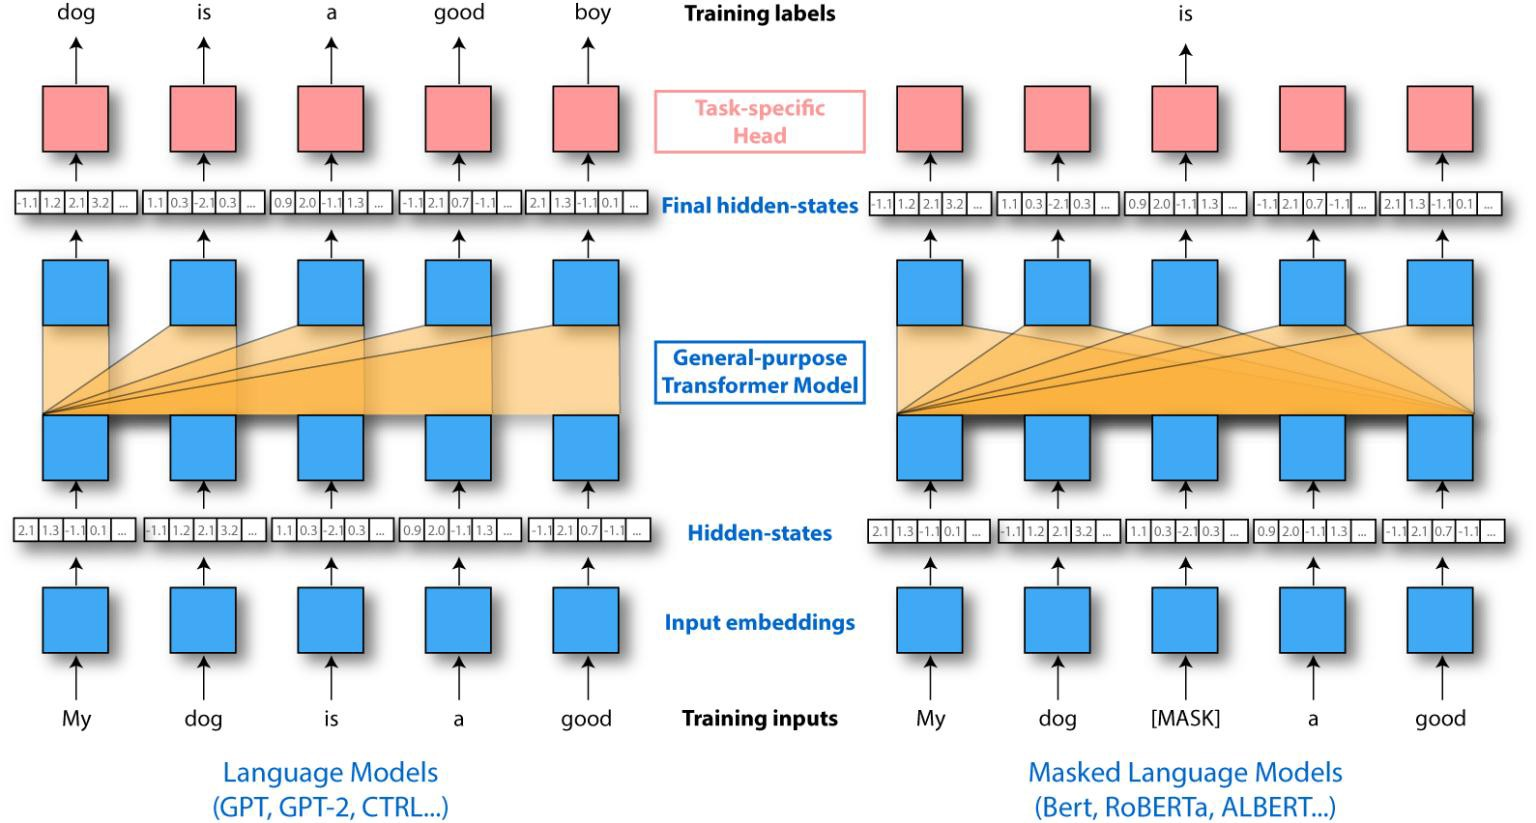 dog is a good boy Training labels is
Task-specific
Head
-1.1 1.2 2.1 3.2 ... 1.1 0.3 -2.1 0.3 ... 0.9 2.0 -1.1 1.3 ... -1.1 2.1 0.7 -1.1 ... 2.1 1.3 -1.1 0.1 ... Final hidden-states -1.1 1.2 2.1 3.2 ... 1.1 0.3 -2.1 0.3 ... 0.9 2.0 -1.1 1.3 ... -1.1 2.1 0.7 -1.1 ... 2.1 1.3 -1.1 0.1 ...
General-purpose
Transformer Model
2.1 1.3 -1.1 0.1 ... -1.1 1.2 2.1 3.2 ... 1.1 0.3 -2.1 0.3 ... 0.9 2.0 -1.1 1.3 ... -1.1 2.1 0.7 -1.1 ... Hidden-states 2.1 1.3 -1.1 0.1 ... -1.1 1.2 2.1 3.2 ... 1.1 0.3 -2.1 0.3 ... 0.9 2.0 -1.1 1.3 ... -1.1 2.1 0.7 -1.1 ...
Input embeddings
My dog is a good Training inputs My dog [MASK] a good
Language Models
(GPT, GPT-2, CTRL...)
Masked Language Models
(Bert, RoBERTa, ALBERT...)